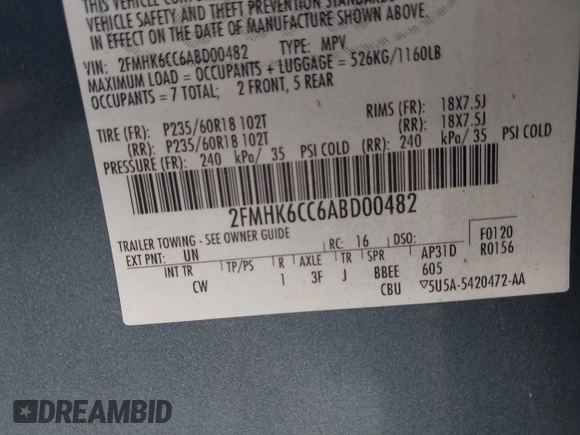 THIS VEHICLE
VEHICLE SAFETY AND THEFT PREVENTION STANDARDS
IN EFFECT ON THE DATE OF MANUFACTURE SHOWN ABOVE.
VIN: 2FMHK6CC6ABD00482 TYPE: MPV
MAXIMUM LOAD = OCCUPANTS + LUGGAGE = 526KG/1160LB
OCCUPANTS = 7 TOTAL; 2 FRONT, 5 REAR
TIRE (FR): P235/60R18 102T RIMS (FR): 18X7.5J
(RR): P235/60R18 102T (RR): 18X7.5J
PRESSURE (FR): 240 kPa/ 35 PSI COLD (RR): 240 kPa/ 35 PSI COLD
2FMHK6CC6ABD00482
TRAILER TOWING - SEE OWNER GUIDE
EXT PNT: UN RC: 16 DSO: F0120
INT TR TP/PS R AXLE TR SPR AP31D R0156
CW 1 3F J BBEE 605
CBU ▽5U5A-5420472-AA
DREAMBID